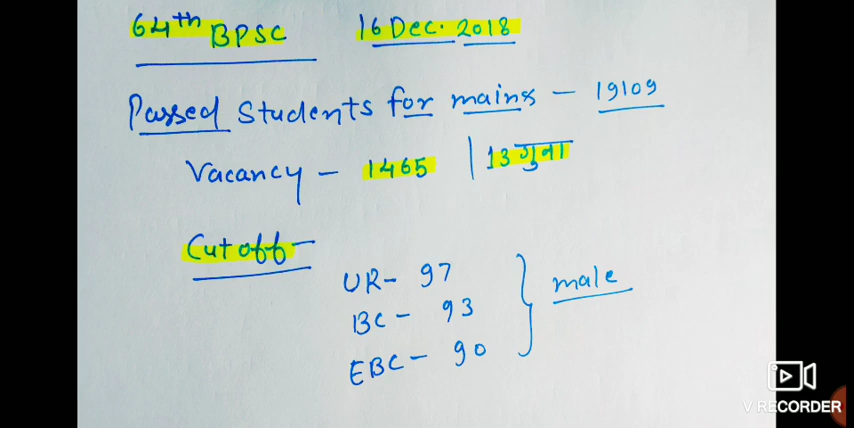 64th BPSC 16 Dec. 2018
Passed Students for mains - 19109
Vacancy - 1465 | 13 गुना
Cutoff -
UR - 97
BC - 93
EBC - 90
male
V RECORDER